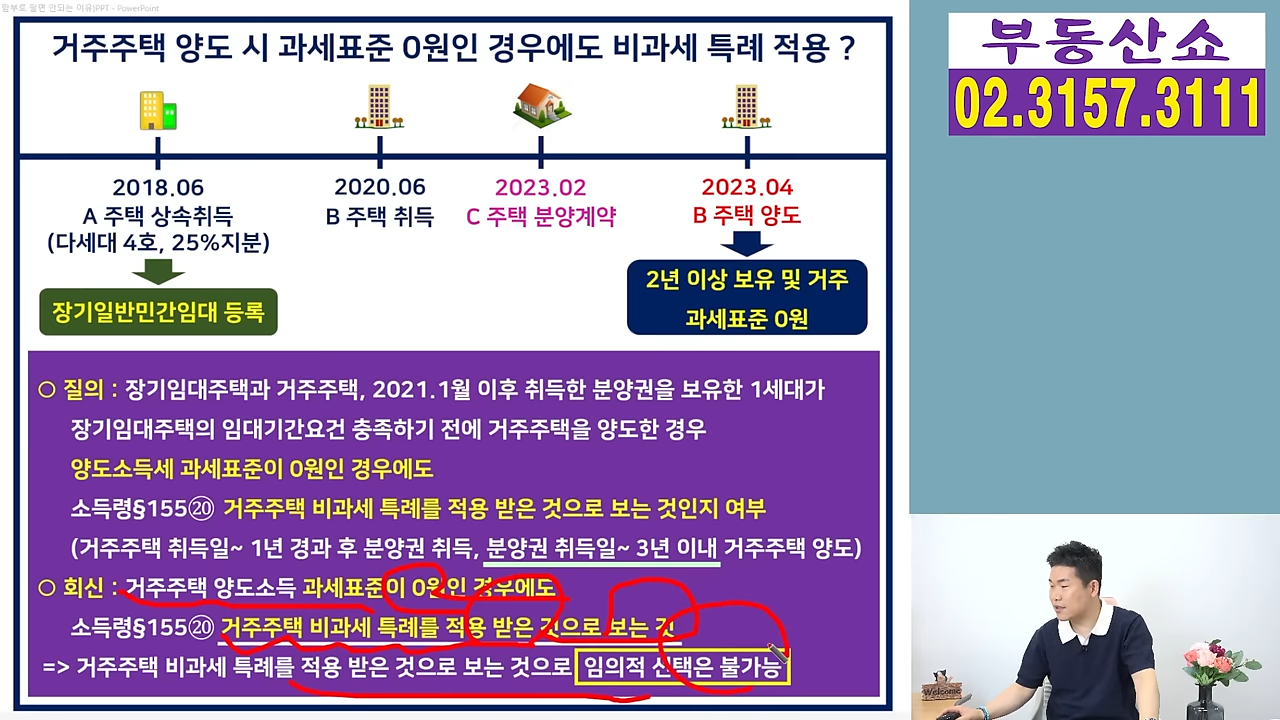 함부로 팔면 안되는 이유)PPT - PowerPoint
거주주택 양도 시 과세표준 0원인 경우에도 비과세 특례 적용 ?
2018.06
A 주택 상속취득
(다세대 4호, 25%지분)
장기일반민간임대 등록
2020.06
B 주택 취득
2023.02
C 주택 분양계약
2023.04
B 주택 양도
2년 이상 보유 및 거주
과세표준 0원
○ 질의 : 장기임대주택과 거주주택, 2021.1월 이후 취득한 분양권을 보유한 1세대가
장기임대주택의 임대기간요건 충족하기 전에 거주주택을 양도한 경우
양도소득세 과세표준이 0원인 경우에도
소득령§155⑳ 거주주택 비과세 특례를 적용 받은 것으로 보는 것인지 여부
(거주주택 취득일~ 1년 경과 후 분양권 취득, 분양권 취득일~ 3년 이내 거주주택 양도)
○ 회신 : 거주주택 양도소득 과세표준이 0원인 경우에도
소득령§155⑳ 거주주택 비과세 특례를 적용 받은 것으로 보는 것
=> 거주주택 비과세 특례를 적용 받은 것으로 보는 것으로 임의적 선택은 불가능
부동산쇼
02.3157.3111
Welcome